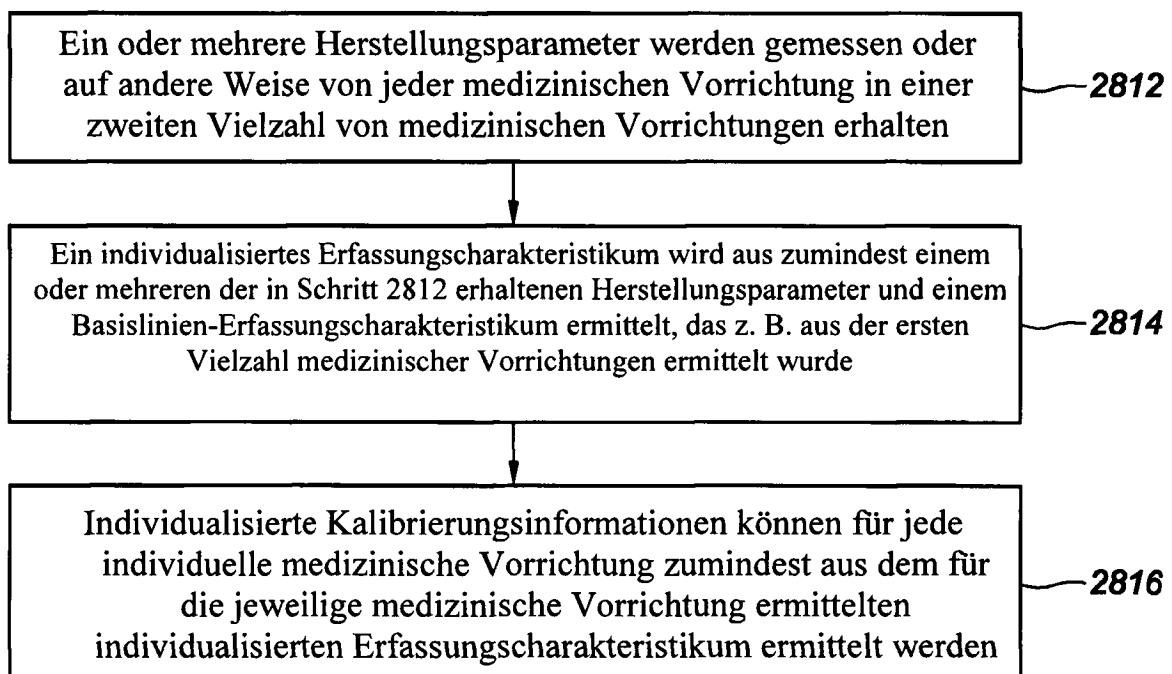 Ein oder mehrere Herstellungsparameter werden gemessen oder
auf andere Weise von jeder medizinischen Vorrichtung in einer
zweiten Vielzahl von medizinischen Vorrichtungen erhalten
2812
Ein individualisiertes Erfassungscharakteristikum wird aus zumindest einem
oder mehreren der in Schritt 2812 erhaltenen Herstellungsparameter und einem
Basislinien-Erfassungscharakteristikum ermittelt, das z. B. aus der ersten
Vielzahl medizinischer Vorrichtungen ermittelt wurde
2814
Individualisierte Kalibrierungsinformationen können für jede
individuelle medizinische Vorrichtung zumindest aus dem für
die jeweilige medizinische Vorrichtung ermittelten
individualisierten Erfassungscharakteristikum ermittelt werden
2816